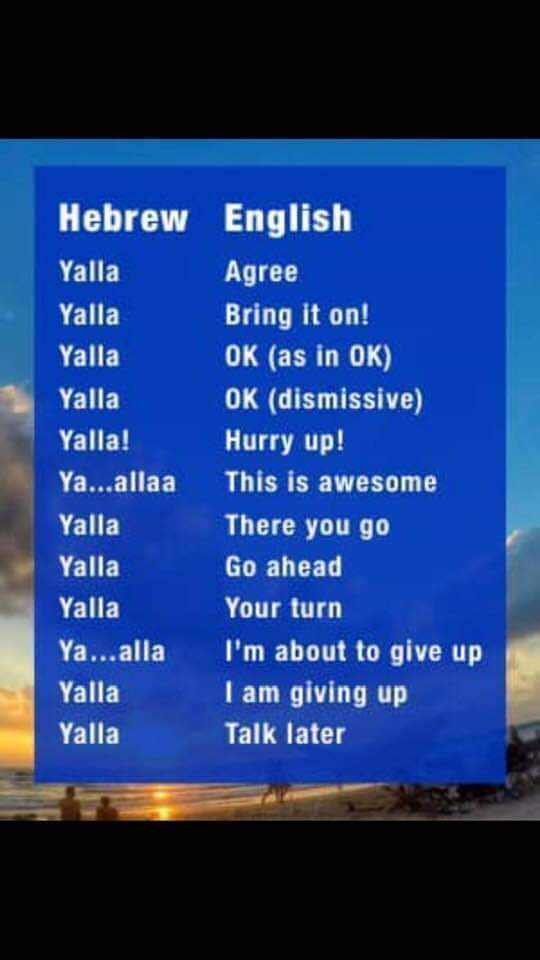 Hebrew English
Yalla Agree
Yalla Bring it on!
Yalla OK (as in OK)
Yalla OK (dismissive)
Yalla! Hurry up!
Ya...allaa This is awesome
Yalla There you go
Yalla Go ahead
Yalla Your turn
Ya...alla I'm about to give up
Yalla I am giving up
Yalla Talk later